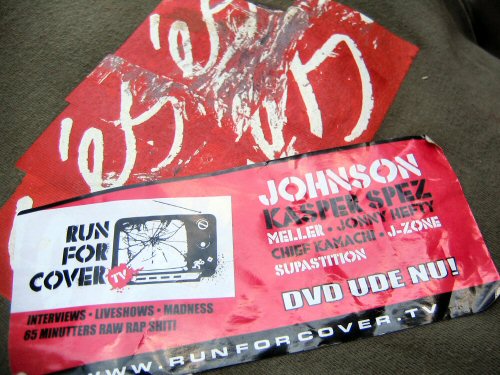 RUN
FOR
COVER
TV
INTERVIEWS • LIVESHOWS • MADNESS
65 MINUTTERS RAW RAP SHIT!
JOHNSON
KASPER SPEZ
MELLER • JONNY HEFTY
CHIEF KAMACHI • J-ZONE
SUPASTITION
DVD UDE NU!
WWW.RUNFORCOVER.TV